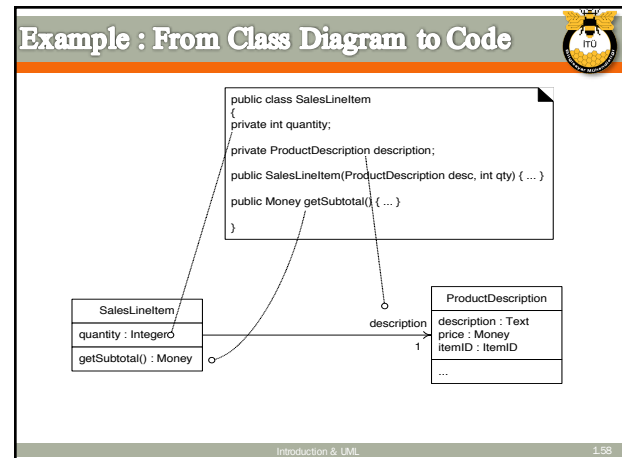 Example : From Class Diagram to Code
İTÜ
public class SalesLineItem
{
private int quantity;
private ProductDescription description;
public SalesLineItem(ProductDescription desc, int qty) { ... }
public Money getSubtotal() { ... }
}
SalesLineItem
quantity : Integer
getSubtotal() : Money
description
1
ProductDescription
description : Text
price : Money
itemID : ItemID
...
Introduction & UML
1.58